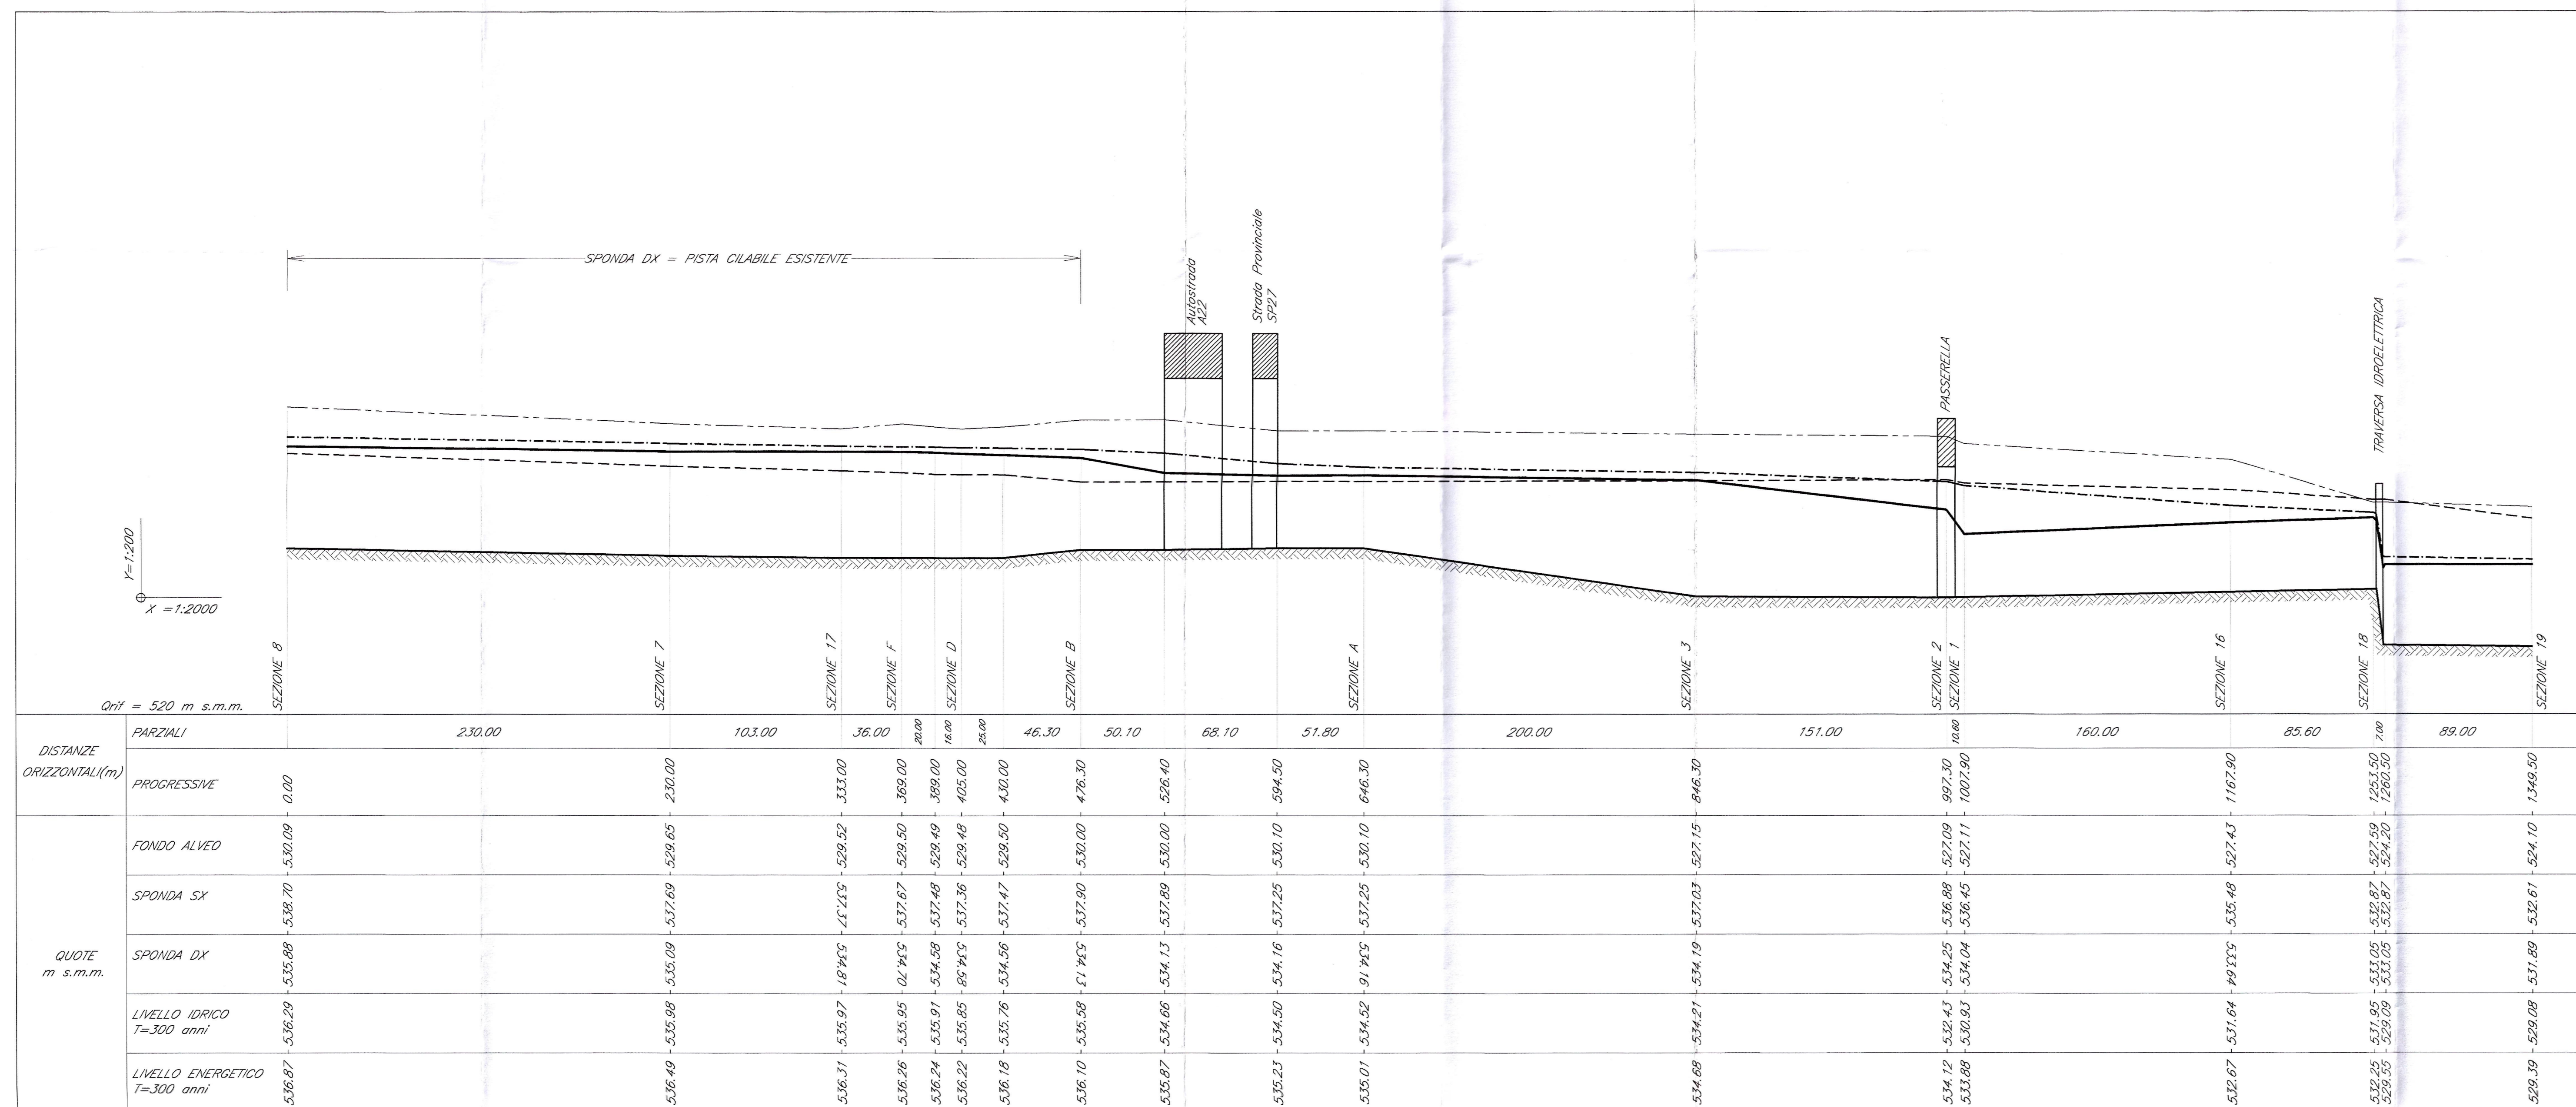 SPONDA DX = PISTA CILABILE ESISTENTE
Autostrada
A22
Strada Provinciale
SP27
PASSERELLA
TRAVERSA IDROELETTRICA
Y=1:200
X =1:2000
SEZIONE 8
SEZIONE 7
SEZIONE 17
SEZIONE F
SEZIONE D
SEZIONE B
SEZIONE A
SEZIONE 3
SEZIONE 2
SEZIONE 1
SEZIONE 16
SEZIONE 18
SEZIONE 19
Qrif = 520 m s.m.m.
DISTANZE
ORIZZONTALI(m)
PARZIALI 230.00 103.00 36.00 20.00 16.00 25.00 46.30 50.10 68.10 51.80 200.00 151.00 10.60 160.00 85.60 7.00 89.00
PROGRESSIVE 0.00 230.00 333.00 369.00 389.00 405.00 430.00 476.30 526.40 594.50 646.30 846.30 997.30 1007.90 1167.90 1253.50 1260.50 1349.50
QUOTE
m s.m.m.
FONDO ALVEO 530.09 529.65 529.52 529.50 529.49 529.48 529.50 530.00 530.00 530.10 530.10 527.15 527.09 527.11 527.43 527.59 524.20 524.10
SPONDA SX 538.70 537.69 537.37 537.67 537.48 537.36 537.47 537.90 537.89 537.25 537.25 537.03 536.88 536.45 535.48 532.87 532.87 532.61
SPONDA DX 535.88 535.09 534.81 534.70 534.58 534.58 534.56 534.13 534.13 534.16 534.16 534.19 534.25 534.04 533.64 533.05 533.05 531.89
LIVELLO IDRICO
T=300 anni 536.29 535.98 535.97 535.95 535.91 535.85 535.76 535.58 534.66 534.50 534.52 534.21 532.43 530.93 531.64 531.95 529.09 529.08
LIVELLO ENERGETICO
T=300 anni 536.87 536.49 536.31 536.26 536.24 536.22 536.18 536.10 535.87 535.23 535.01 534.68 534.12 533.88 532.67 532.25 529.55 529.39